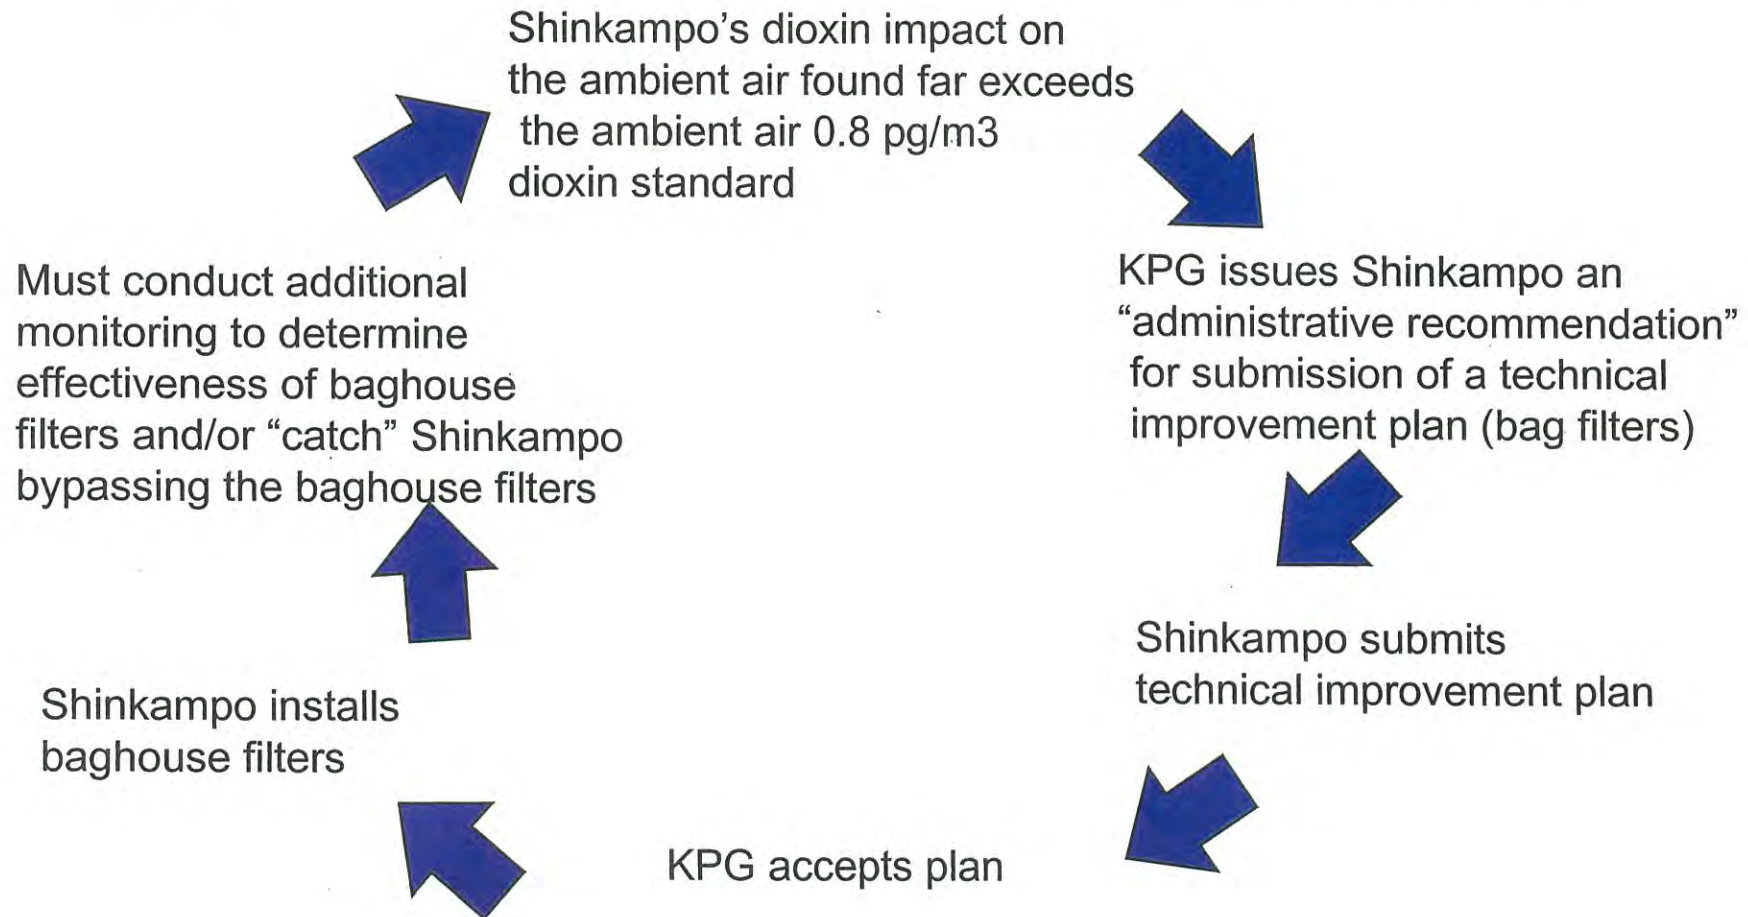 Shinkampo's dioxin impact on
the ambient air found far exceeds
the ambient air 0.8 pg/m3
dioxin standard
KPG issues Shinkampo an
“administrative recommendation”
for submission of a technical
improvement plan (bag filters)
Shinkampo submits
technical improvement plan
KPG accepts plan
Shinkampo installs
baghouse filters
Must conduct additional
monitoring to determine
effectiveness of baghouse
filters and/or “catch” Shinkampo
bypassing the baghouse filters